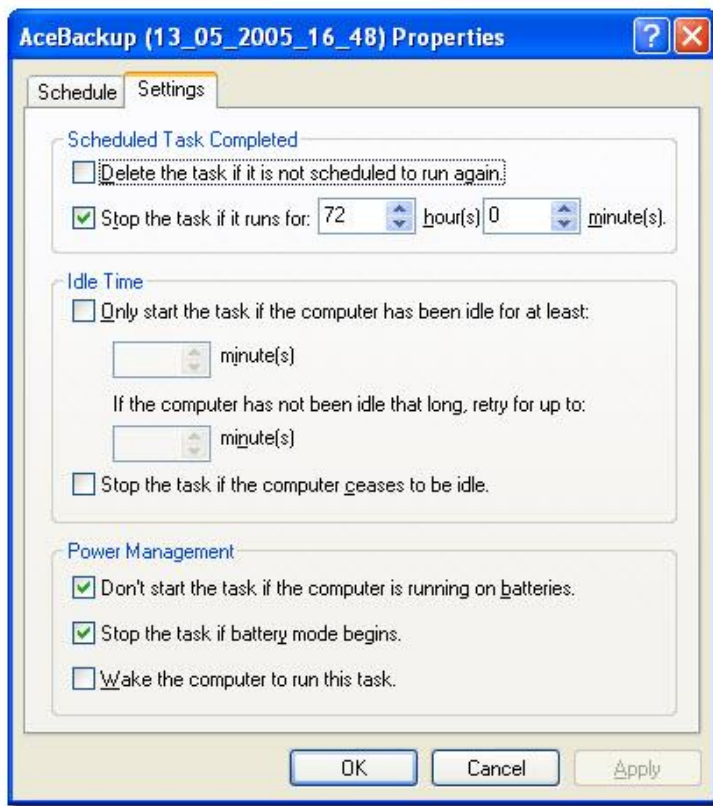 AceBackup (13_05_2005_16_48) Properties
Schedule Settings
Scheduled Task Completed
Delete the task if it is not scheduled to run again.
Stop the task if it runs for: 72 hour(s) 0 minute(s).
Idle Time
Only start the task if the computer has been idle for at least:
minute(s)
If the computer has not been idle that long, retry for up to:
minute(s)
Stop the task if the computer ceases to be idle.
Power Management
Don't start the task if the computer is running on batteries.
Stop the task if battery mode begins.
Wake the computer to run this task.
OK Cancel Apply